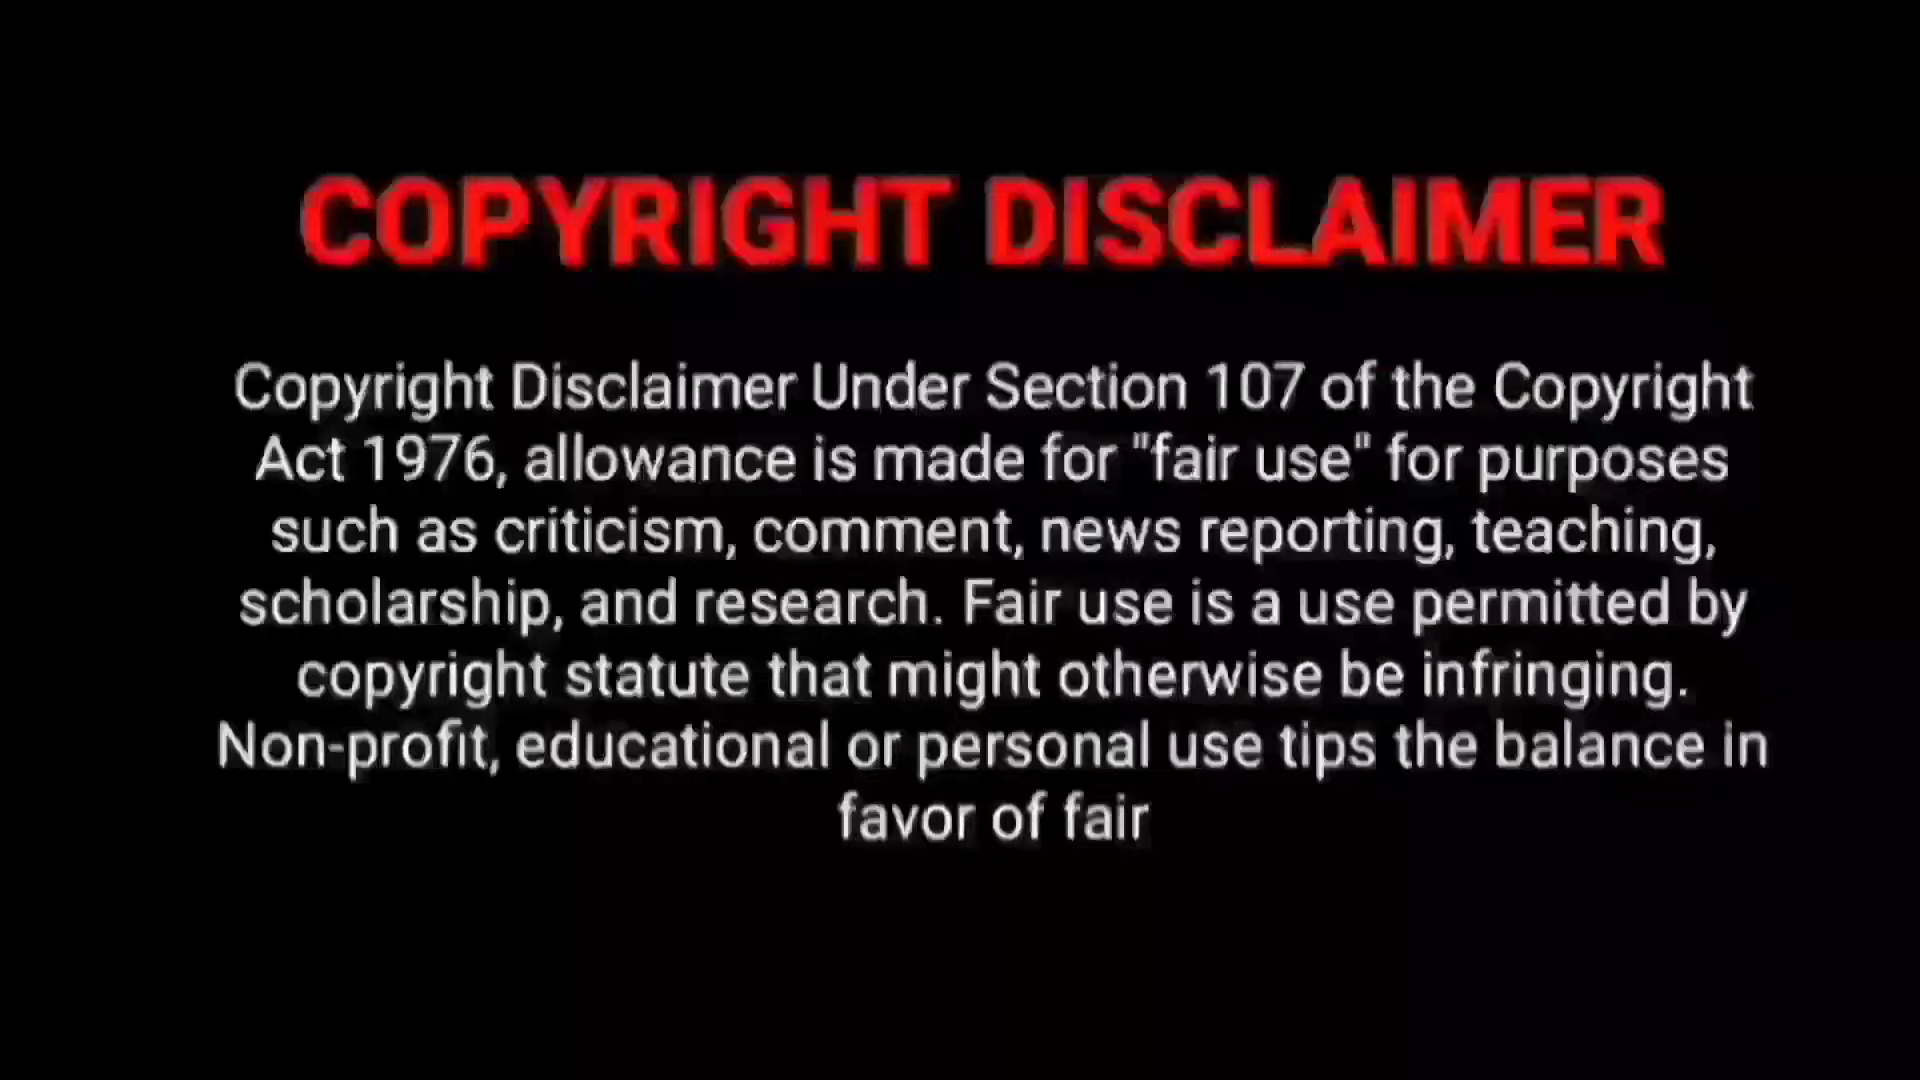 COPYRIGHT DISCLAIMER
Copyright Disclaimer Under Section 107 of the Copyright
Act 1976, allowance is made for "fair use" for purposes
such as criticism, comment, news reporting, teaching,
scholarship, and research. Fair use is a use permitted by
copyright statute that might otherwise be infringing.
Non-profit, educational or personal use tips the balance in
favor of fair